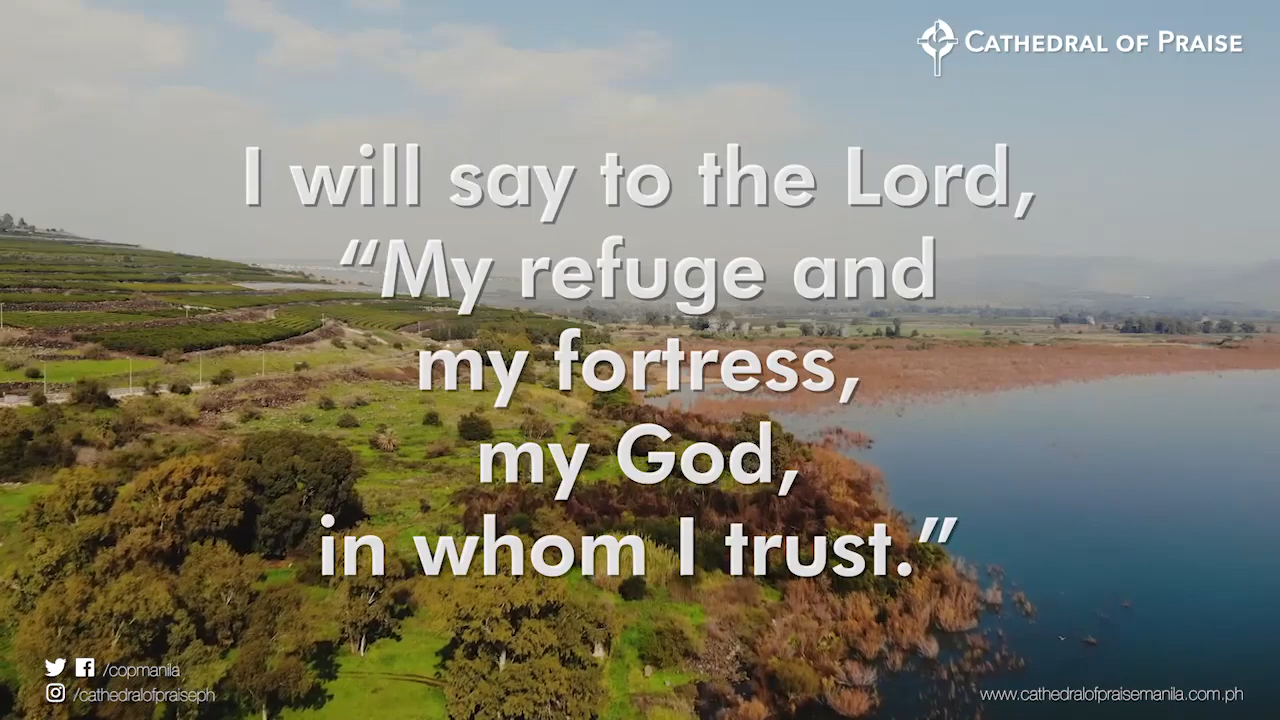 CATHEDRAL OF PRAISE
I will say to the Lord,
“My refuge and
my fortress,
my God,
in whom I trust.”
/copmanila
/cathedralofpraiseph
www.cathedralofpraisemanila.com.ph